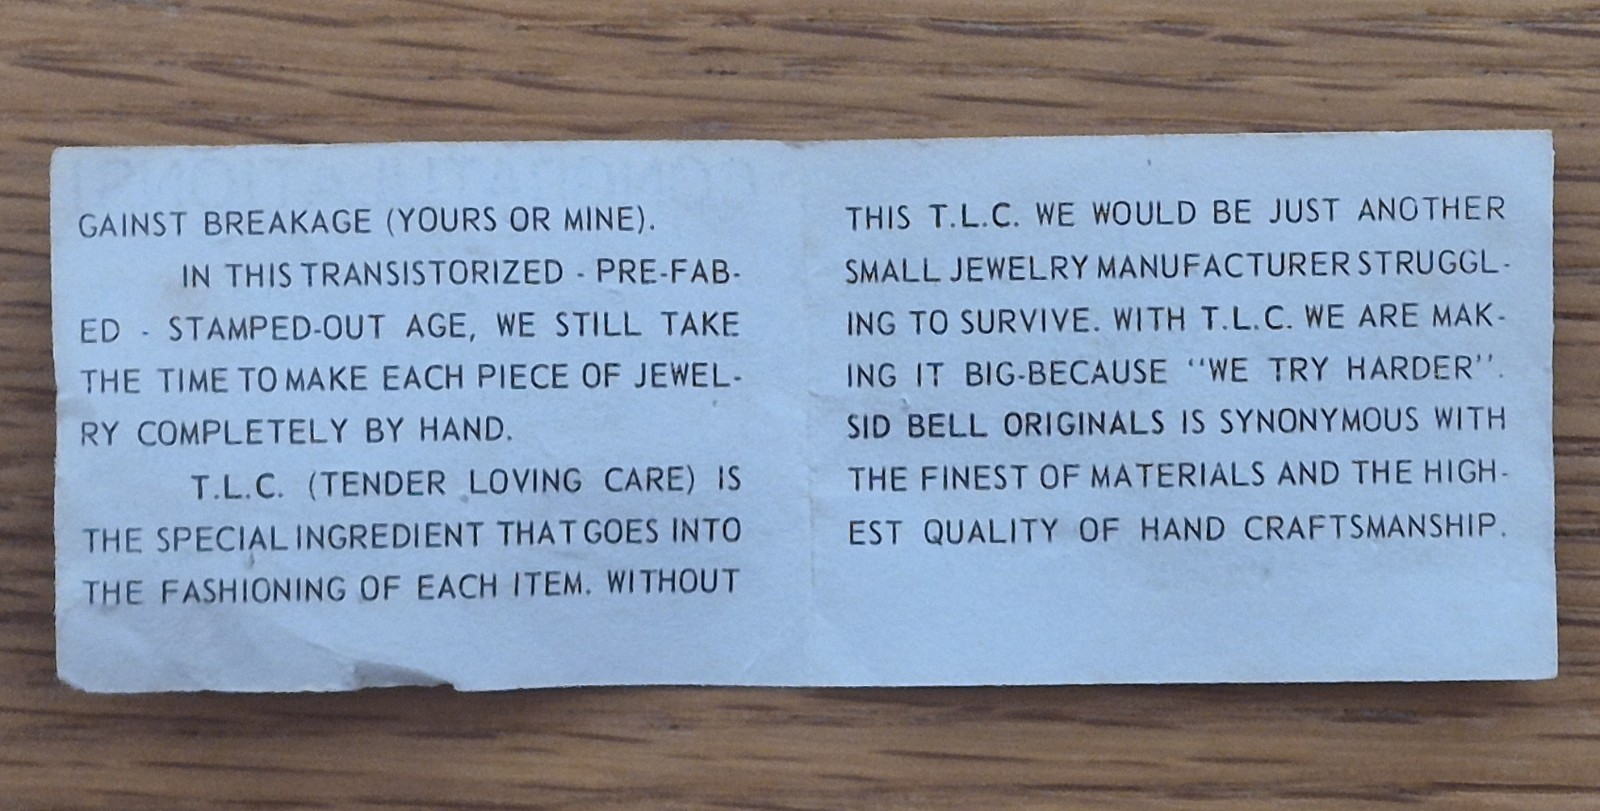 GAINST BREAKAGE (YOURS OR MINE).
IN THIS TRANSISTORIZED - PRE-FAB-
ED - STAMPED-OUT AGE, WE STILL TAKE
THE TIME TO MAKE EACH PIECE OF JEWEL-
RY COMPLETELY BY HAND.
T.L.C. (TENDER LOVING CARE) IS
THE SPECIAL INGREDIENT THAT GOES INTO
THE FASHIONING OF EACH ITEM. WITHOUT
THIS T.L.C. WE WOULD BE JUST ANOTHER
SMALL JEWELRY MANUFACTURER STRUGGL-
ING TO SURVIVE. WITH T.L.C. WE ARE MAK-
ING IT BIG-BECAUSE "WE TRY HARDER".
SID BELL ORIGINALS IS SYNONYMOUS WITH
THE FINEST OF MATERIALS AND THE HIGH-
EST QUALITY OF HAND CRAFTSMANSHIP.